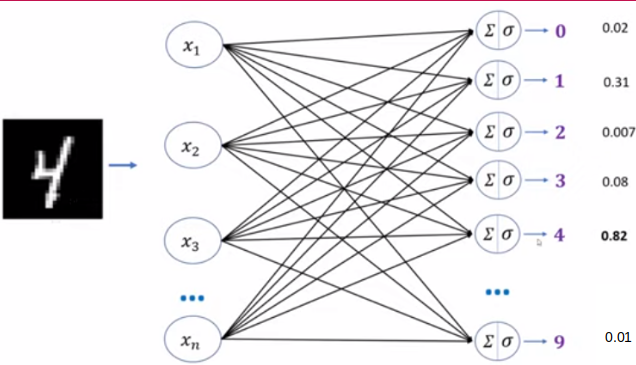 x₁
x₂
x₃
•••
xₙ
Σ σ 0 0.02
Σ σ 1 0.31
Σ σ 2 0.007
Σ σ 3 0.08
Σ σ 4 0.82
•••
Σ σ 9 0.01